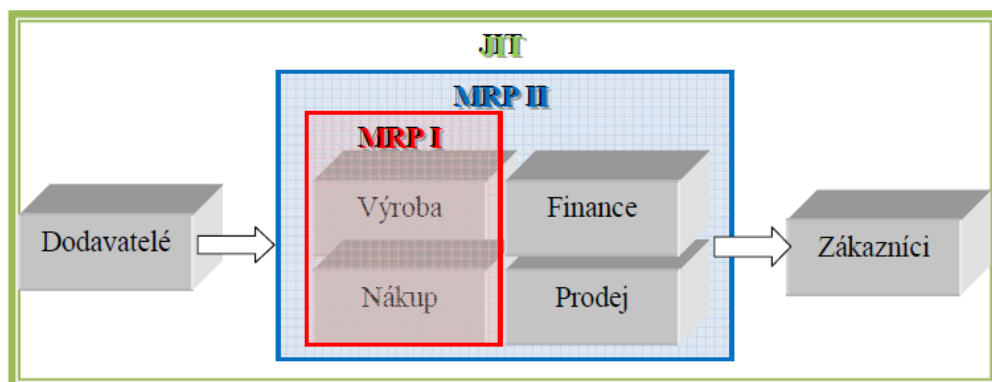 JIT
MRP II
MRP I
Výroba
Finance
Dodavatelé
Zákazníci
Nákup
Prodej